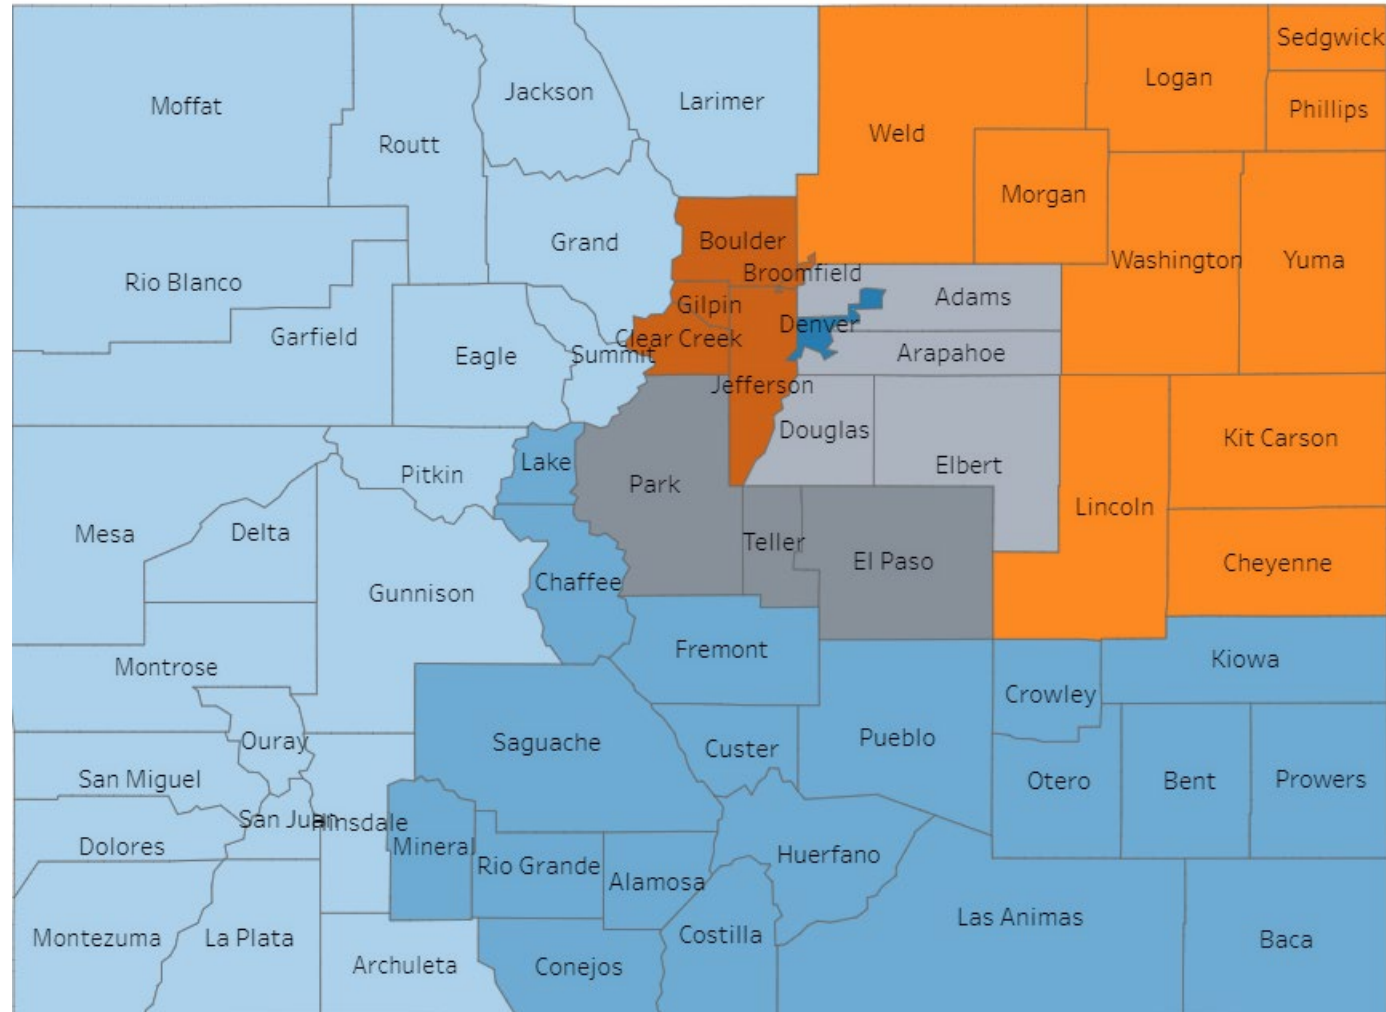 Sedgwick
Logan
Jackson
Larimer
Moffat
Phillips
Weld
Routt
Morgan
Grand
Boulder
Washington
Yuma
Broomfield
Rio Blanco
Adams
Gilpin
Denver
Garfield
Clear Creek
Eagle
Summit
Arapahoe
Jefferson
Douglas
Kit Carson
Lake
Elbert
Pitkin
Park
Lincoln
Mesa
Delta
Teller
El Paso
Cheyenne
Chaffee
Gunnison
Fremont
Kiowa
Montrose
Crowley
Ouray
Saguache
Custer
Pueblo
San Miguel
Otero
Bent
Prowers
San Juan
Hinsdale
Dolores
Mineral
Huerfano
Rio Grande
Alamosa
Las Animas
Costilla
Montezuma
La Plata
Baca
Archuleta
Conejos